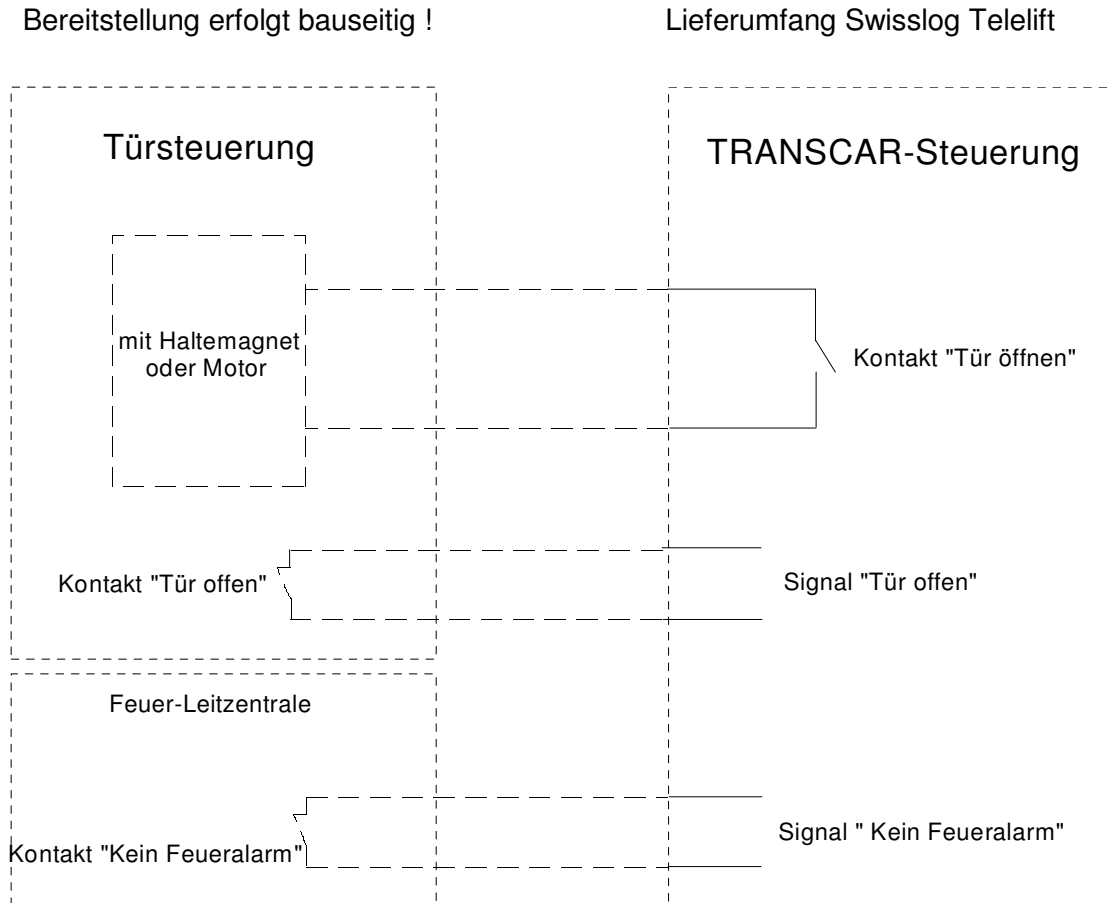 Bereitstellung erfolgt bauseitig !
Lieferumfang Swisslog Telelift
Türsteuerung
TRANSCAR-Steuerung
mit Haltemagnet
oder Motor
Kontakt "Tür öffnen"
Kontakt "Tür offen"
Signal "Tür offen"
Feuer-Leitzentrale
Kontakt "Kein Feueralarm"
Signal " Kein Feueralarm"